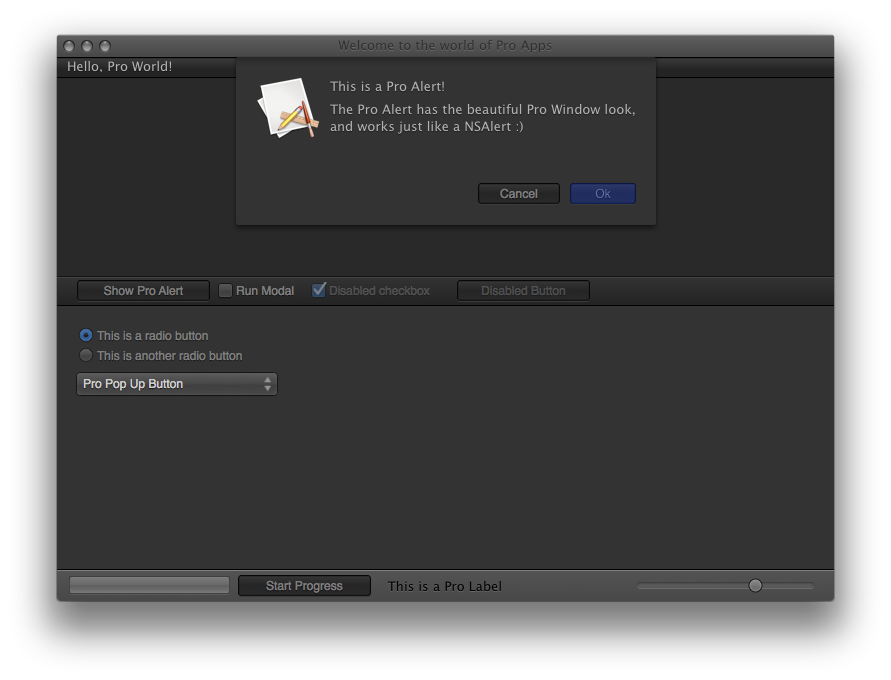 Welcome to the world of Pro Apps
Hello, Pro World!
This is a Pro Alert!
The Pro Alert has the beautiful Pro Window look,
and works just like a NSAlert :)
Cancel
Ok
Show Pro Alert
Run Modal
Disabled checkbox
Disabled Button
This is a radio button
This is another radio button
Pro Pop Up Button
Start Progress
This is a Pro Label